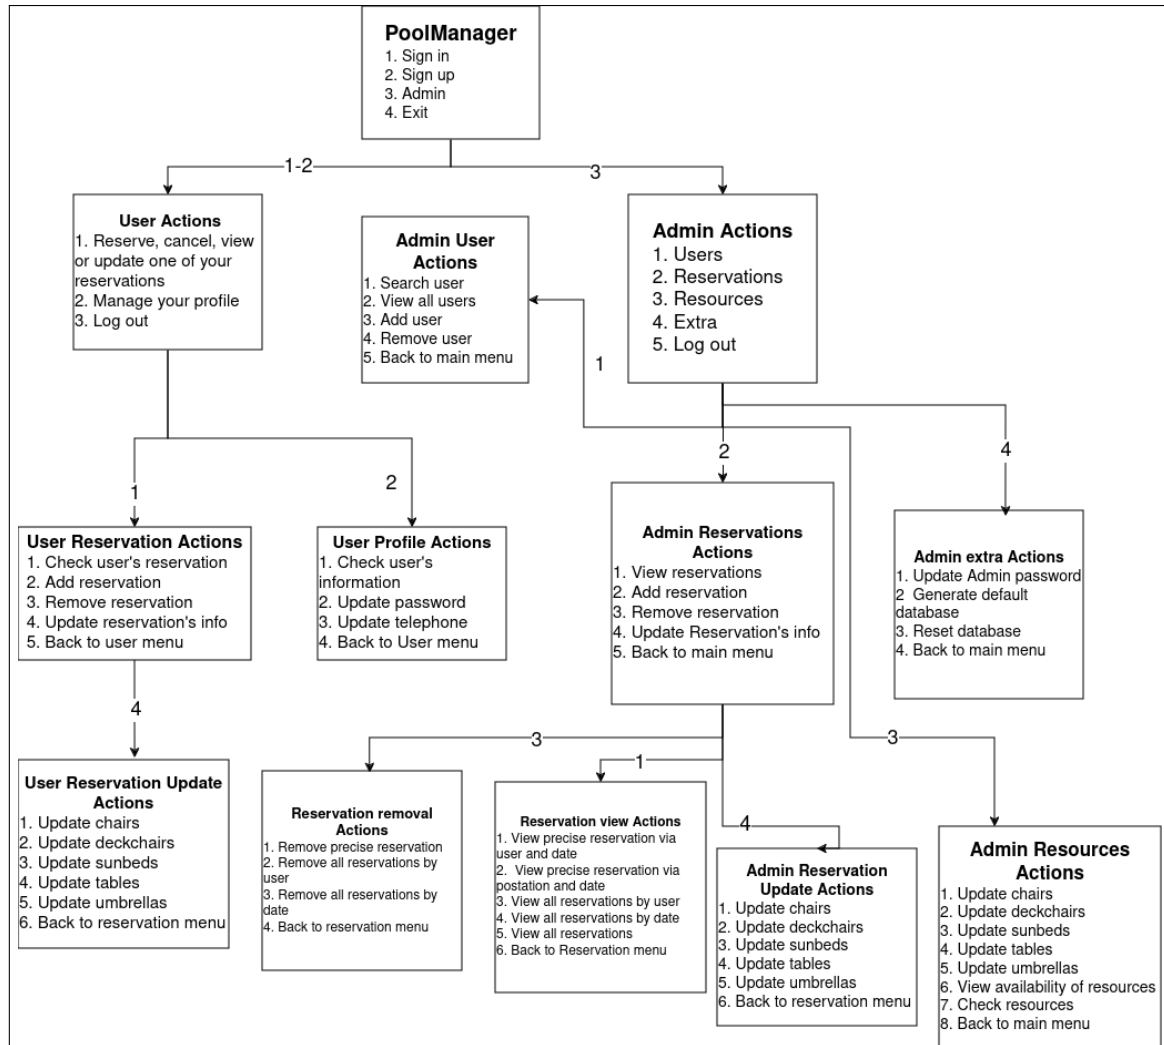 PoolManager
1. Sign in
2. Sign up
3. Admin
4. Exit
1-2
3
User Actions
1. Reserve, cancel, view
or update one of your
reservations
2. Manage your profile
3. Log out
Admin User
Actions
1. Search user
2. View all users
3. Add user
4. Remove user
5. Back to main menu
Admin Actions
1. Users
2. Reservations
3. Resources
4. Extra
5. Log out
1
2
4
1
2
User Reservation Actions
1. Check user's reservation
2. Add reservation
3. Remove reservation
4. Update reservation's info
5. Back to user menu
User Profile Actions
1. Check user's
information
2. Update password
3. Update telephone
4. Back to User menu
Admin Reservations
Actions
1. View reservations
2. Add reservation
3. Remove reservation
4. Update Reservation's info
5. Back to main menu
Admin extra Actions
1. Update Admin password
2 Generate default
database
3. Reset database
4. Back to main menu
4
3
1
4
3
User Reservation Update
Actions
1. Update chairs
2. Update deckchairs
3. Update sunbeds
4. Update tables
5. Update umbrellas
6. Back to reservation menu
Reservation removal
Actions
1. Remove precise reservation
2. Remove all reservations by
user
3. Remove all reservations by
date
4. Back to reservation menu
Reservation view Actions
1. View precise reservation via
user and date
2. View precise reservation via
postation and date
3. View all reservations by user
4. View all reservations by date
5. View all reservations
6. Back to Reservation menu
Admin Reservation
Update Actions
1. Update chairs
2. Update deckchairs
3. Update sunbeds
4. Update tables
5. Update umbrellas
6. Back to reservation menu
Admin Resources
Actions
1. Update chairs
2. Update deckchairs
3. Update sunbeds
4. Update tables
5. Update umbrellas
6. View availability of resources
7. Check resources
8. Back to main menu